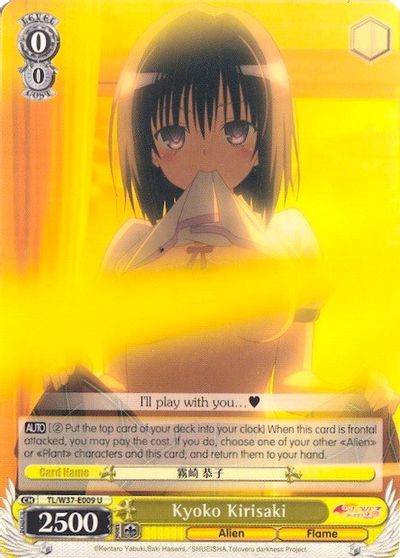 LEVEL
0
0
COST
I'll play with you…♥
AUTO [② Put the top card of your deck into your clock] When this card is frontal
attacked, you may pay the cost. If you do, choose one of your other «Alien»
or «Plant» characters and this card, and return them to your hand.
Card Name 霧崎 恭子
CH TL/W37-E009 U
2500 Kyoko Kirisaki
Alien Flame
©Kentaro Yabuki,Saki Hasemi／SHUEISHA,Toloveru darkness Project